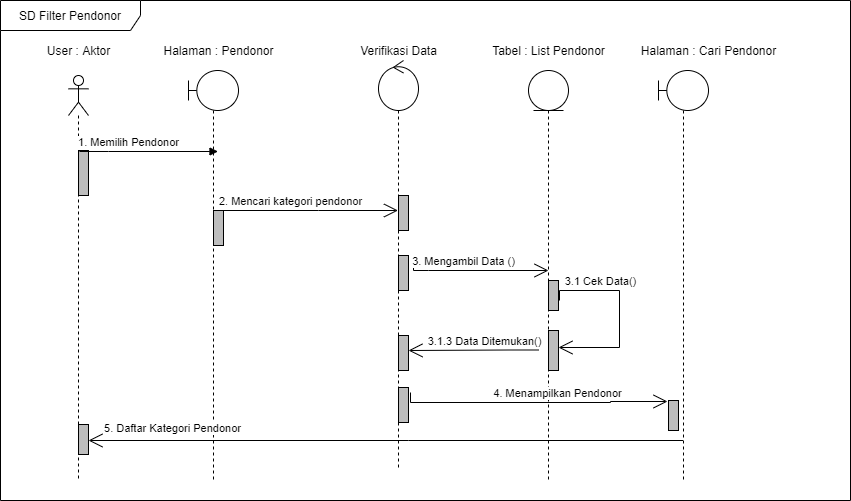 SD Filter Pendonor
User : Aktor
Halaman : Pendonor
Verifikasi Data
Tabel : List Pendonor
Halaman : Cari Pendonor
1. Memilih Pendonor
2. Mencari kategori pendonor
3. Mengambil Data ()
3.1 Cek Data()
3.1.3 Data Ditemukan()
4. Menampilkan Pendonor
5. Daftar Kategori Pendonor